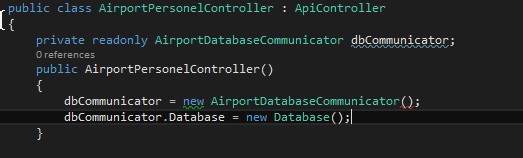 public class AirportPersonelController : ApiController
{
private readonly AirportDatabaseCommunicator dbCommunicator;
0 references
public AirportPersonelController()
{
dbCommunicator = new AirportDatabaseCommunicator();
dbCommunicator.Database = new Database();
}